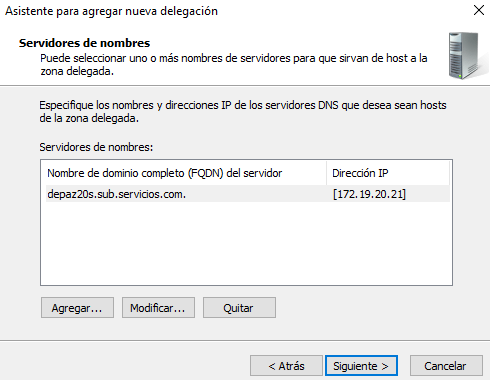 Asistente para agregar nueva delegación
Servidores de nombres
Puede seleccionar uno o más nombres de servidores para que sirvan de host a la
zona delegada.
Especifique los nombres y direcciones IP de los servidores DNS que desea sean hosts
de la zona delegada.
Servidores de nombres:
Nombre de dominio completo (FQDN) del servidor Dirección IP
depaz20s.sub.servicios.com. [172.19.20.21]
Agregar... Modificar... Quitar
< Atrás Siguiente > Cancelar